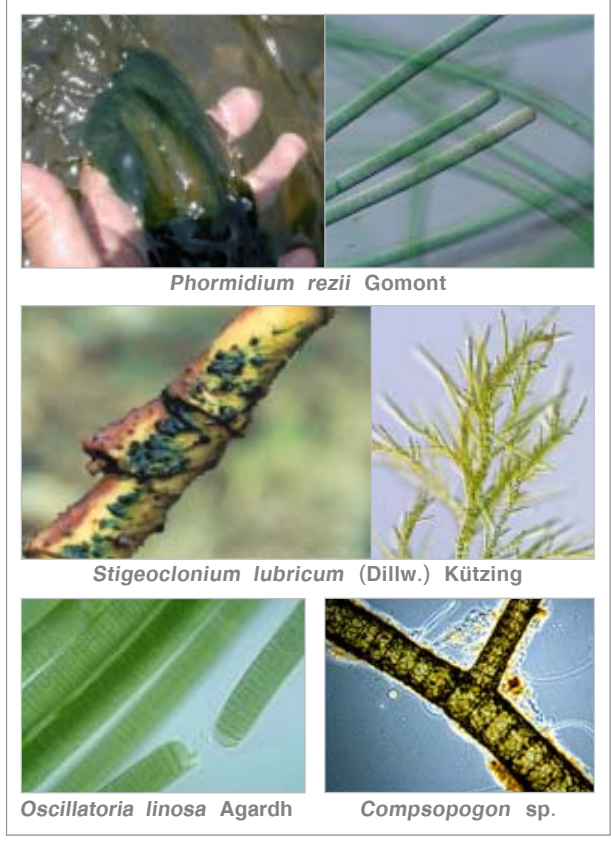 Phormidium rezii Gomont
Stigeoclonium lubricum (Dillw.) Kützing
Oscillatoria linosa Agardh
Compsopogon sp.